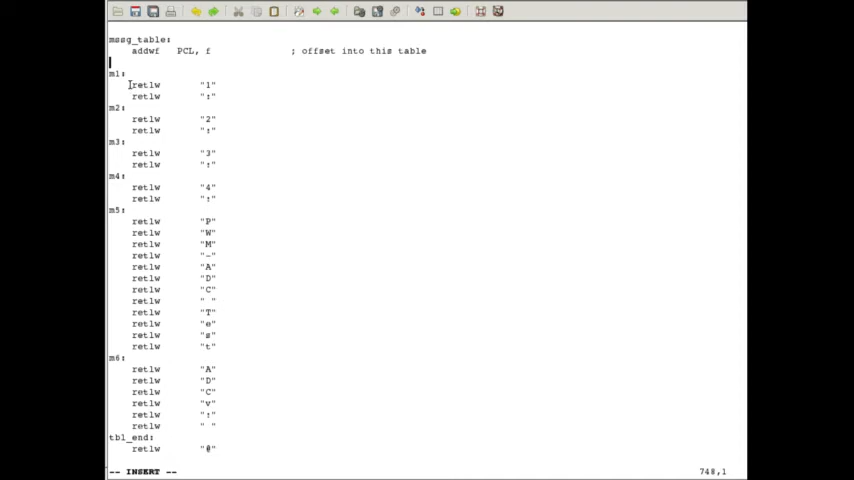 mssg_table:
addwf PCL, f ; offset into this table
m1:
retlw "1"
retlw ":"
m2:
retlw "2"
retlw ":"
m3:
retlw "3"
retlw ":"
m4:
retlw "4"
retlw ":"
m5:
retlw "P"
retlw "W"
retlw "M"
retlw "-"
retlw "A"
retlw "D"
retlw "C"
retlw " "
retlw "T"
retlw "e"
retlw "s"
retlw "t"
m6:
retlw "A"
retlw "D"
retlw "C"
retlw "v"
retlw ":"
retlw " "
tbl_end:
retlw "@"
-- INSERT -- 748,1